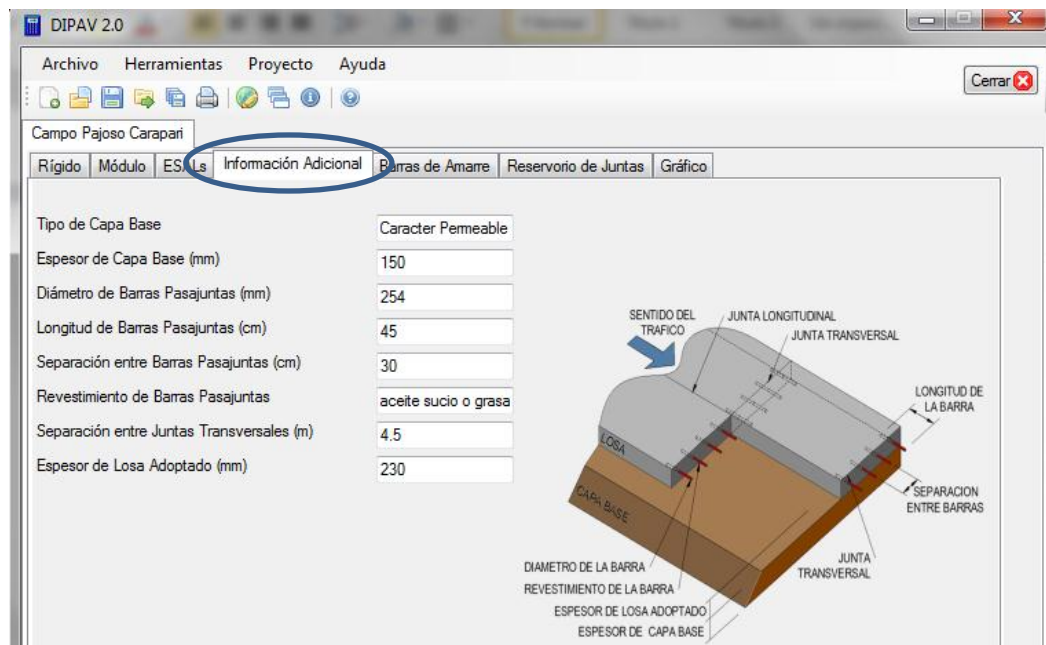 DIPAV 2.0
Archivo Herramientas Proyecto Ayuda
Cerrar
Campo Pajoso Carapari
Rígido Módulo ESALs Información Adicional Barras de Amarre Reservorio de Juntas Gráfico
Tipo de Capa Base Caracter Permeable
Espesor de Capa Base (mm) 150
Diámetro de Barras Pasajuntas (mm) 254
Longitud de Barras Pasajuntas (cm) 45
Separación entre Barras Pasajuntas (cm) 30
Revestimiento de Barras Pasajuntas aceite sucio o grasa
Separación entre Juntas Transversales (m) 4.5
Espesor de Losa Adoptado (mm) 230
SENTIDO DEL
TRAFICO
JUNTA LONGITUDINAL
JUNTA TRANSVERSAL
LONGITUD DE
LA BARRA
LOSA
CAPA BASE
SEPARACION
ENTRE BARRAS
JUNTA
TRANSVERSAL
DIAMETRO DE LA BARRA
REVESTIMIENTO DE LA BARRA
ESPESOR DE LOSA ADOPTADO
ESPESOR DE CAPA BASE